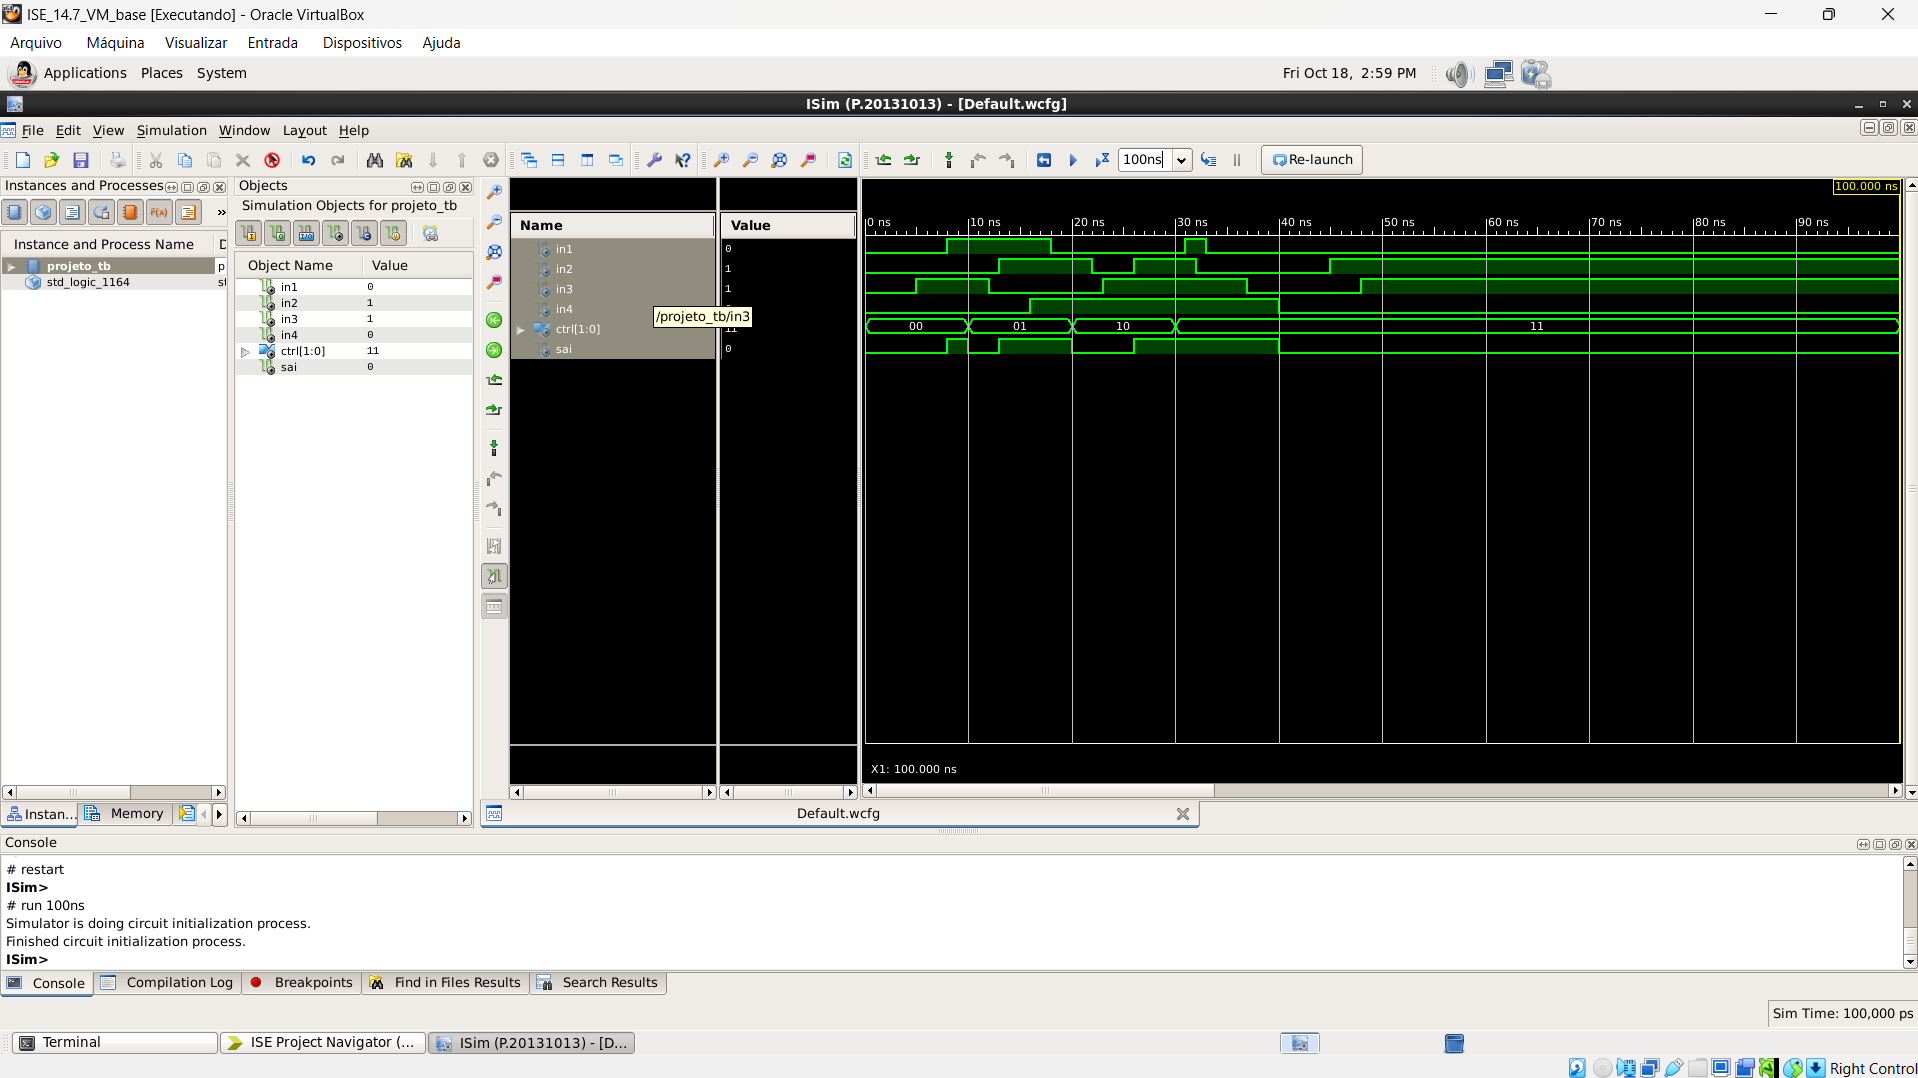 ISE_14.7_VM_base [Executando] - Oracle VirtualBox
Arquivo Máquina Visualizar Entrada Dispositivos Ajuda
Applications Places System Fri Oct 18, 2:59 PM
ISim (P.20131013) - [Default.wcfg]
File Edit View Simulation Window Layout Help
100ns Re-launch
Instances and Processes
Instance and Process Name D
projeto_tb p
std_logic_1164 st
Instan... Memory
Objects
Simulation Objects for projeto_tb
Object Name Value
in1 0
in2 1
in3 1
in4 0
ctrl[1:0] 11
sai 0
Name Value
in1 0
in2 1
in3 1
in4
ctrl[1:0] 11
sai 0
/projeto_tb/in3
100.000 ns
0 ns 10 ns 20 ns 30 ns 40 ns 50 ns 60 ns 70 ns 80 ns 90 ns
00 01 10 11
X1: 100.000 ns
Default.wcfg
Console
# restart
ISim>
# run 100ns
Simulator is doing circuit initialization process.
Finished circuit initialization process.
ISim>
Console Compilation Log Breakpoints Find in Files Results Search Results
Sim Time: 100,000 ps
Terminal ISE Project Navigator (... ISim (P.20131013) - [D...
Right Control